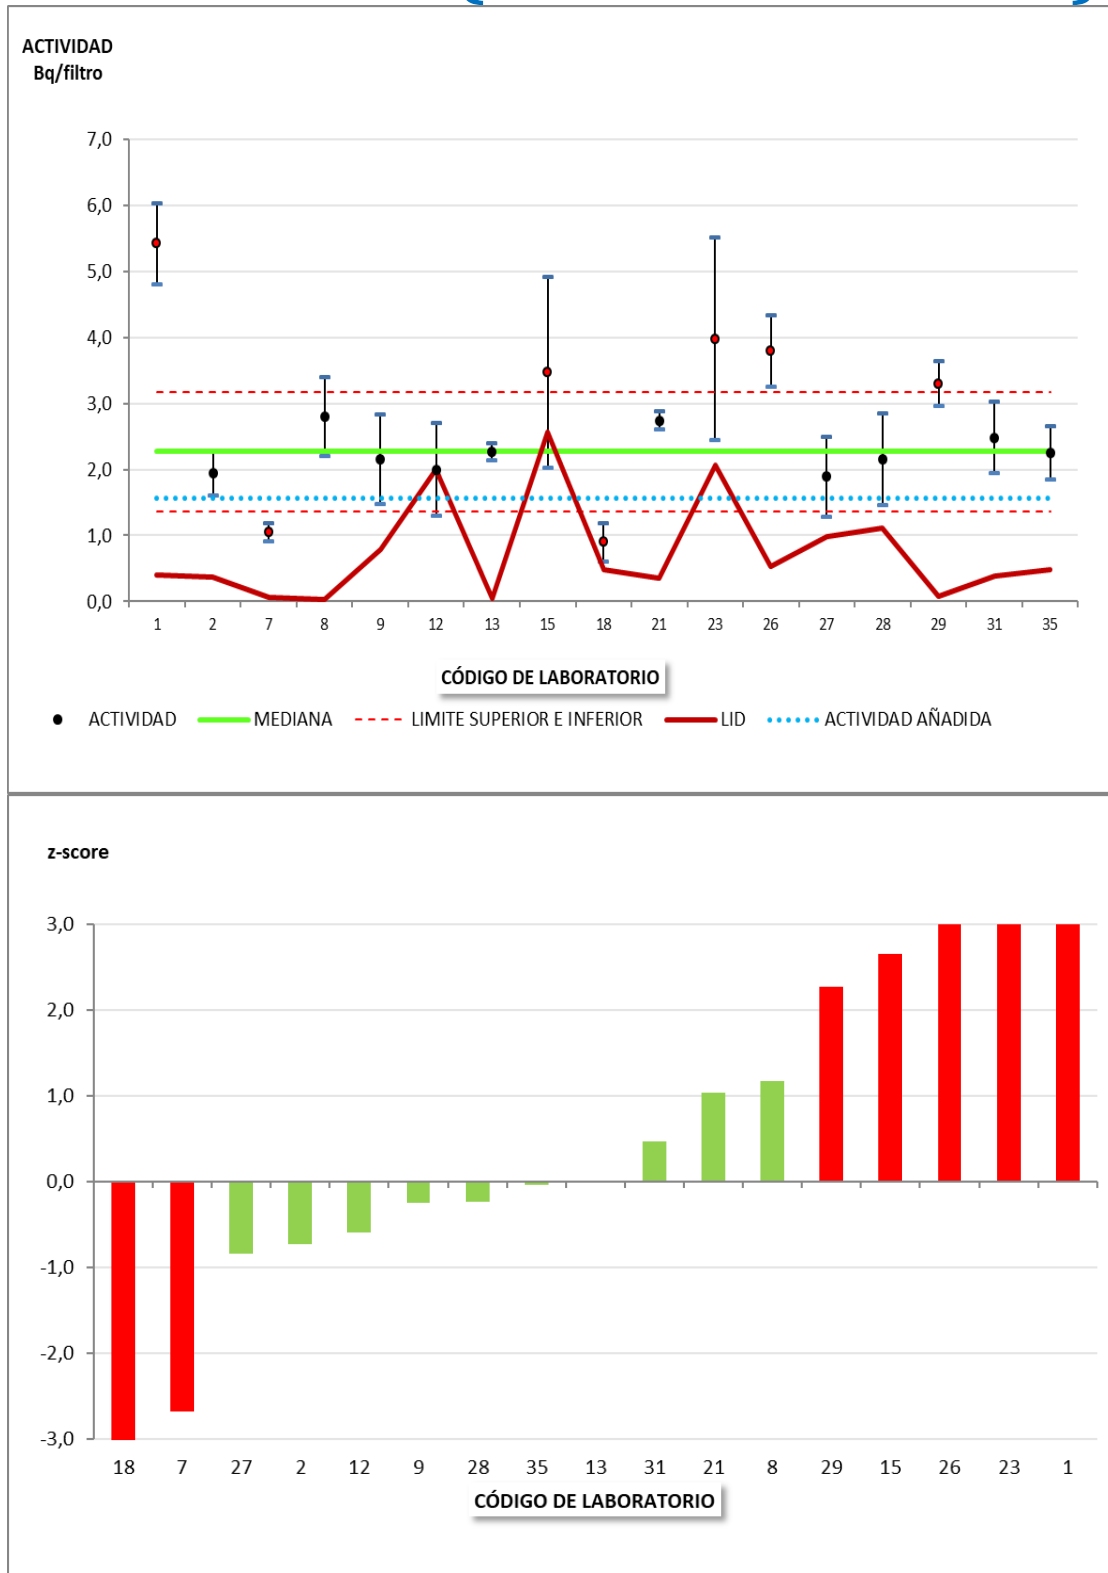 ACTIVIDAD
Bq/filtro
7,0
6,0
5,0
4,0
3,0
2,0
1,0
0,0
1 2 7 8 9 12 13 15 18 21 23 26 27 28 29 31 35
CÓDIGO DE LABORATORIO
ACTIVIDAD MEDIANA LIMITE SUPERIOR E INFERIOR LID ACTIVIDAD AÑADIDA
z-score
3,0
2,0
1,0
0,0
-1,0
-2,0
-3,0
18 7 27 2 12 9 28 35 13 31 21 8 29 15 26 23 1
CÓDIGO DE LABORATORIO